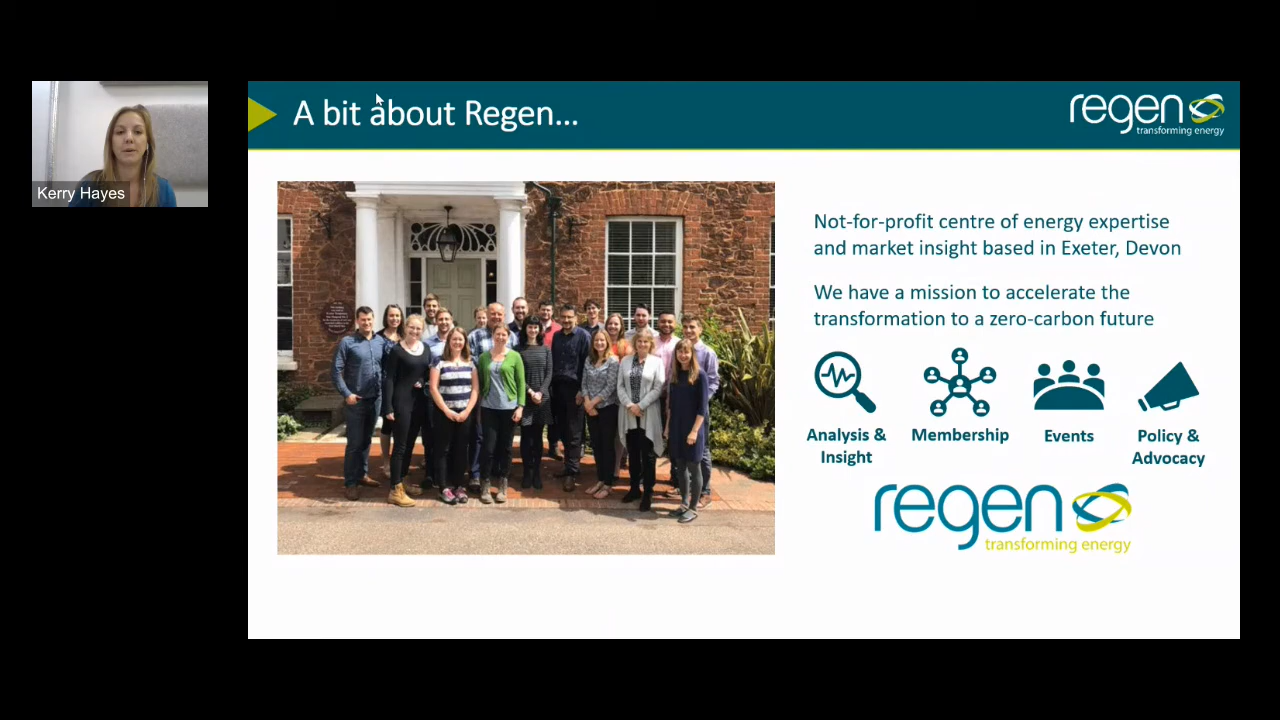 A bit about Regen...
regen
transforming energy
Kerry Hayes
Not-for-profit centre of energy expertise
and market insight based in Exeter, Devon
We have a mission to accelerate the
transformation to a zero-carbon future
Analysis &
Insight
Membership
Events
Policy &
Advocacy
regen
transforming energy